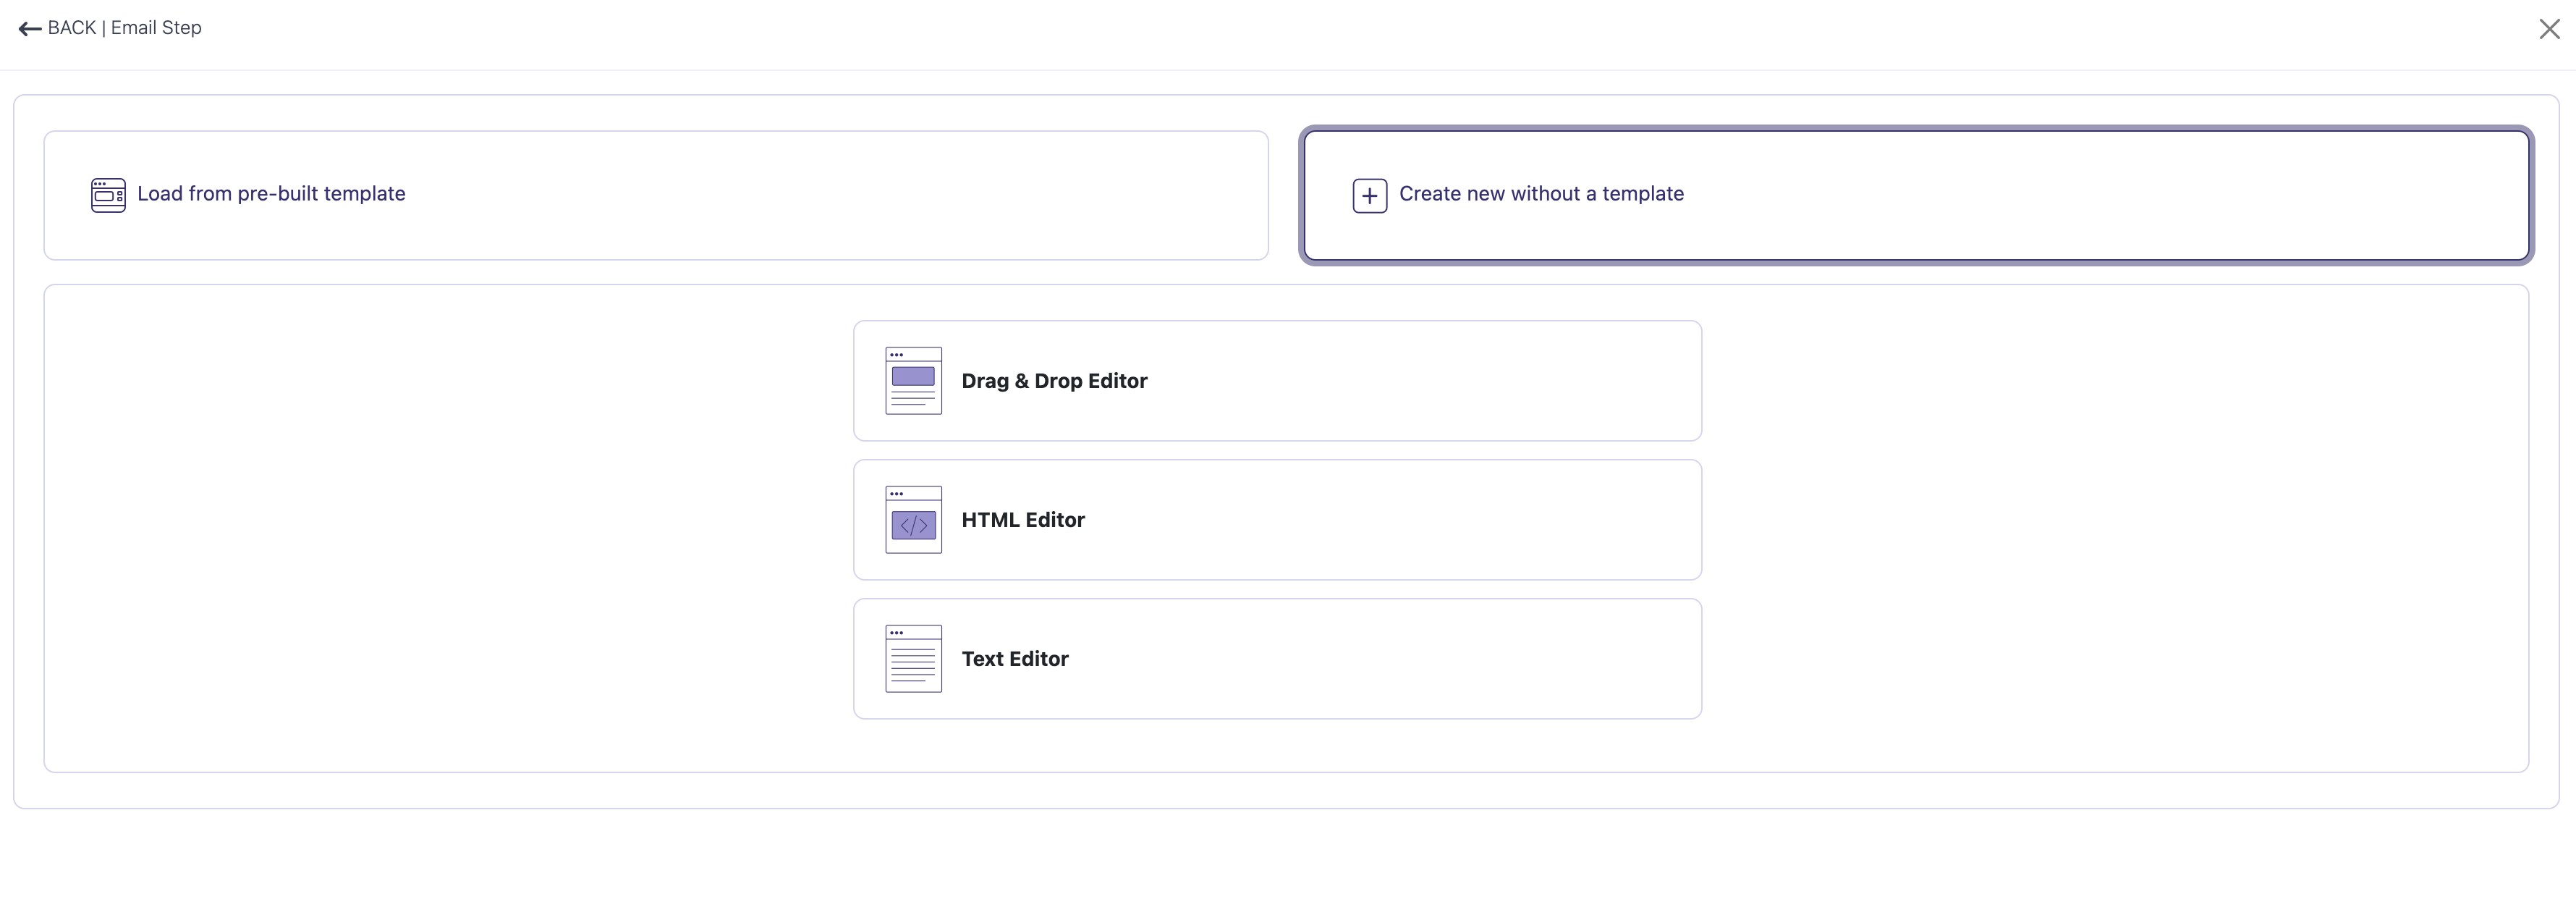 BACK | Email Step
Load from pre-built template
Create new without a template
Drag & Drop Editor
HTML Editor
Text Editor